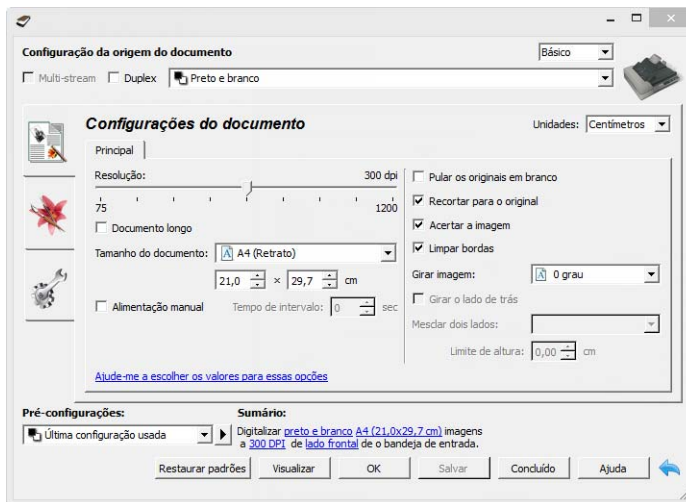 Configuração da origem do documento
Básico
Multi-stream Duplex Preto e branco
Configurações do documento
Unidades: Centímetros
Principal
Resolução: 300 dpi
75 1200
Documento longo
Tamanho do documento: A4 (Retrato)
21,0 × 29,7 cm
Alimentação manual Tempo de intervalo: 0 sec
Ajude-me a escolher os valores para essas opções
Pular os originais em branco
Recortar para o original
Acertar a imagem
Limpar bordas
Girar imagem: 0 grau
Girar o lado de trás
Mesclar dois lados:
Limite de altura: 0,00 cm
Pré-configurações:
Última configuração usada
Sumário:
Digitalizar preto e branco A4 (21,0x29,7 cm) imagens
a 300 DPI de lado frontal de o bandeja de entrada.
Restaurar padrões Visualizar OK Salvar Concluído Ajuda